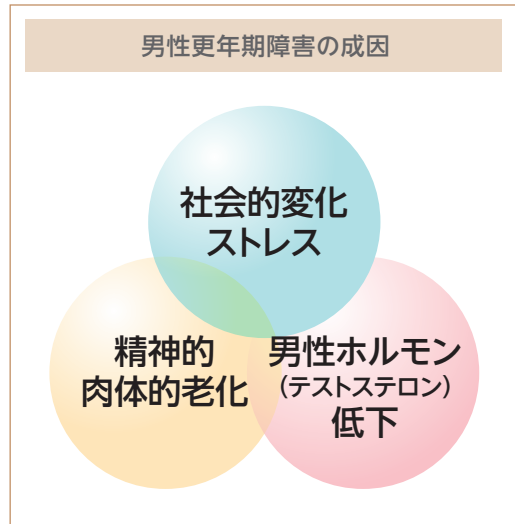 男性更年期障害の成因
社会的変化
ストレス
精神的
肉体的老化
男性ホルモン
（テストステロン）
低下